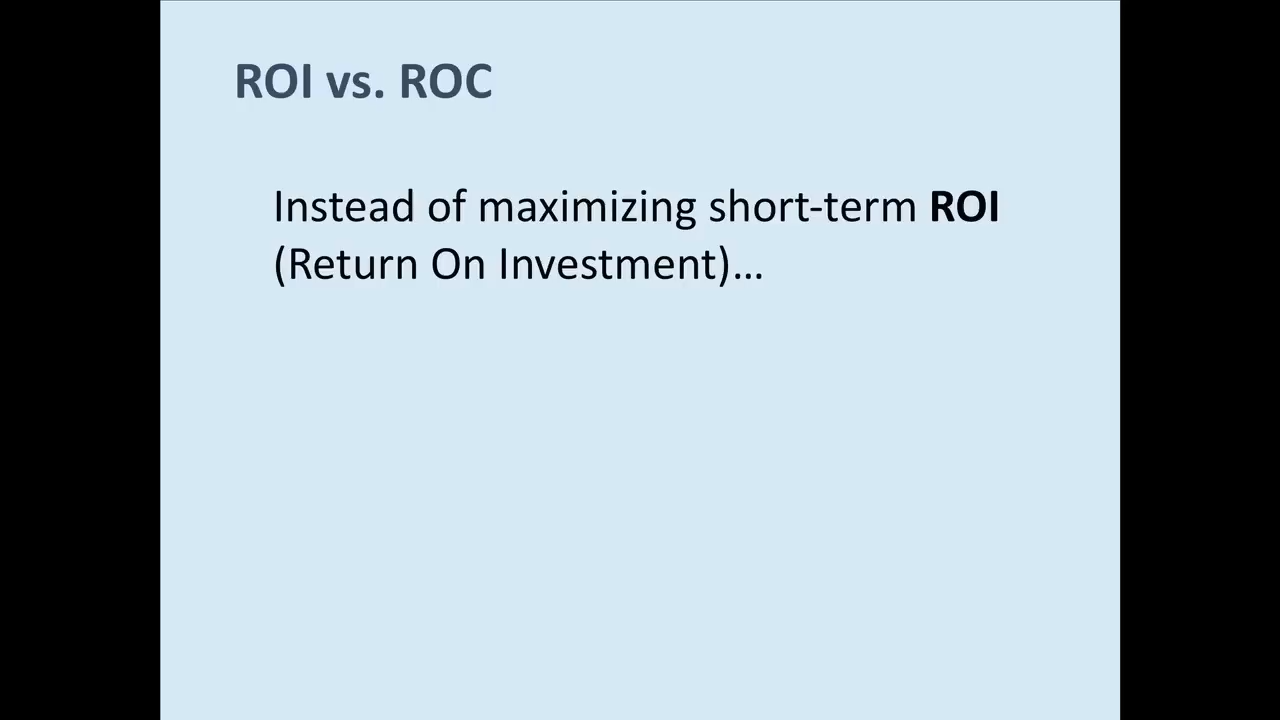 ROI vs. ROC
Instead of maximizing short-term ROI
(Return On Investment)…